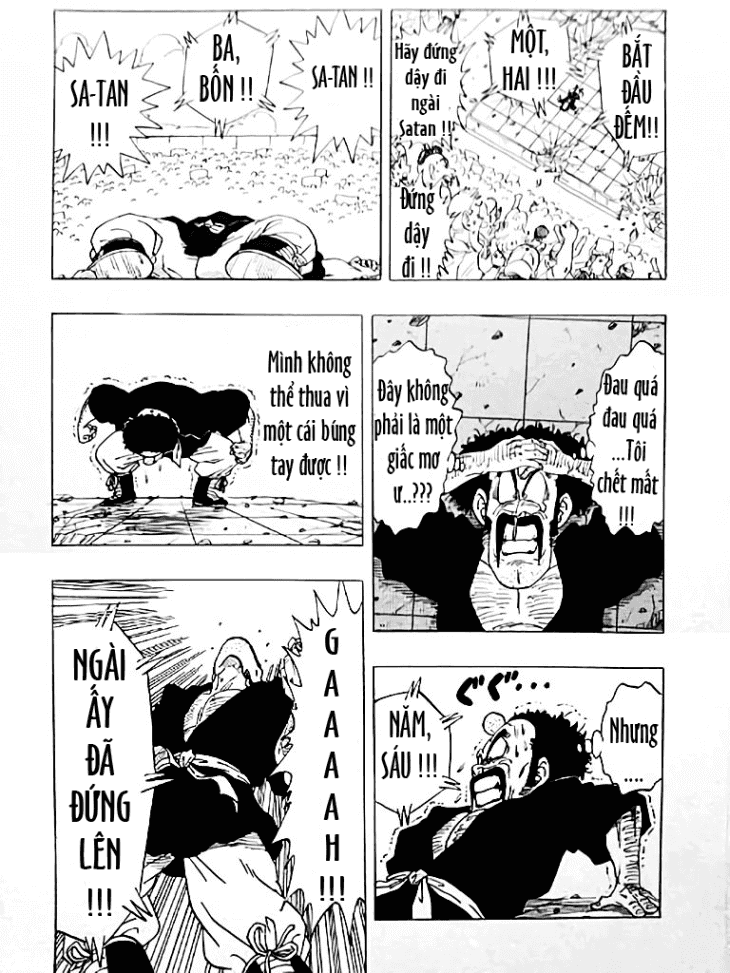 BẮT
ĐẦU
ĐẾM!!
MỘT,
HAI !!!
Hãy đứng
dậy đi
ngài
Satan !!
Đứng
dậy
đi !!
SA-TAN !!
BA,
BỐN !!
SA-TAN
!!!
Đau quá
đau quá
...Tôi
chết mất
!!!
Đây không
phải là một
giấc mơ
ư..???
Mình không
thể thua vì
một cái búng
tay được !!
Nhưng
....
ぐぐ...
NĂM,
SÁU !!!
G
A
A
A
A
A
H
!!!
NGÀI
ẤY
ĐÃ
ĐỨNG
LÊN
!!!